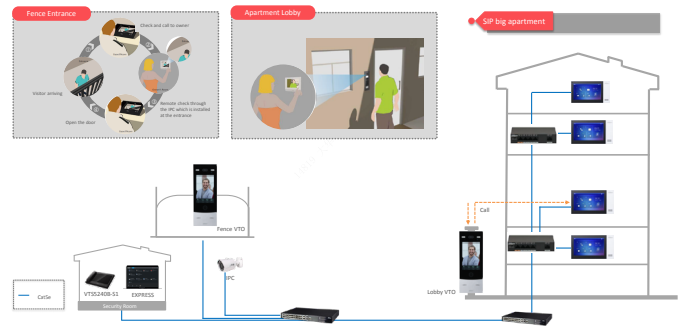 Fence Entrance
Check and call to owner
Visitor arriving
Remote check through
the IPC which is installed
at the entrance
Open the door
Apartment Lobby
SIP big apartment
Call
Fence VTO
IPC
Lobby VTO
VTS5240B-S1
EXPRESS
Security Room
Cat5e